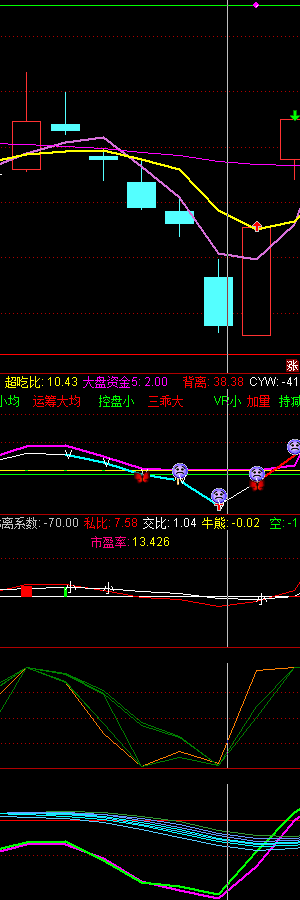 涨
超吃比: 10.43 大盘资金5: 2.00 背离: 38.38 CYW: -41
小均 运筹大均 控盘小 三乖大 VR小 加量 持减
离系数: -70.00 私比: 7.58 交比: 1.04 牛熊: -0.02 空: -1
市盈率: 13.426
小 小
小